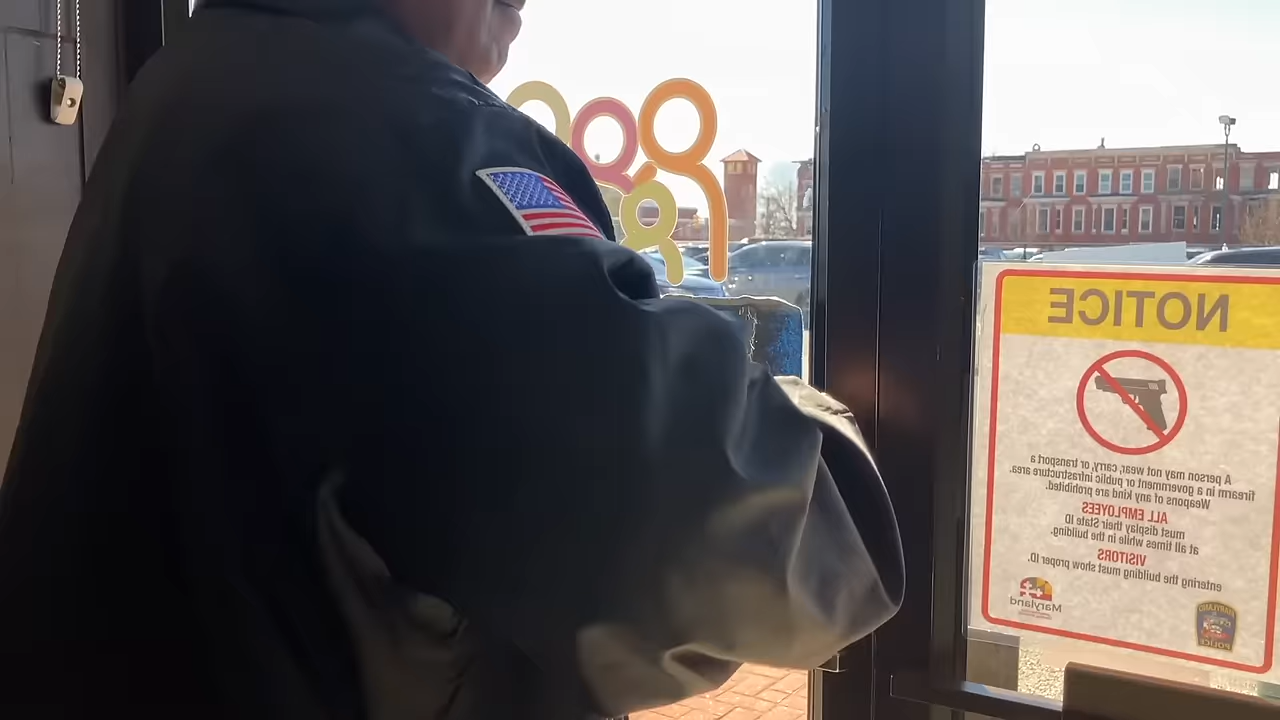 NOTICE
A person may not wear, carry, or transport a
firearm in a government or public infrastructure area.
Weapons of any kind are prohibited.
ALL EMPLOYEES
must display their State ID
at all times while in the building.
VISITORS
entering the building must show proper ID.
Maryland
MARYLAND
POLICE